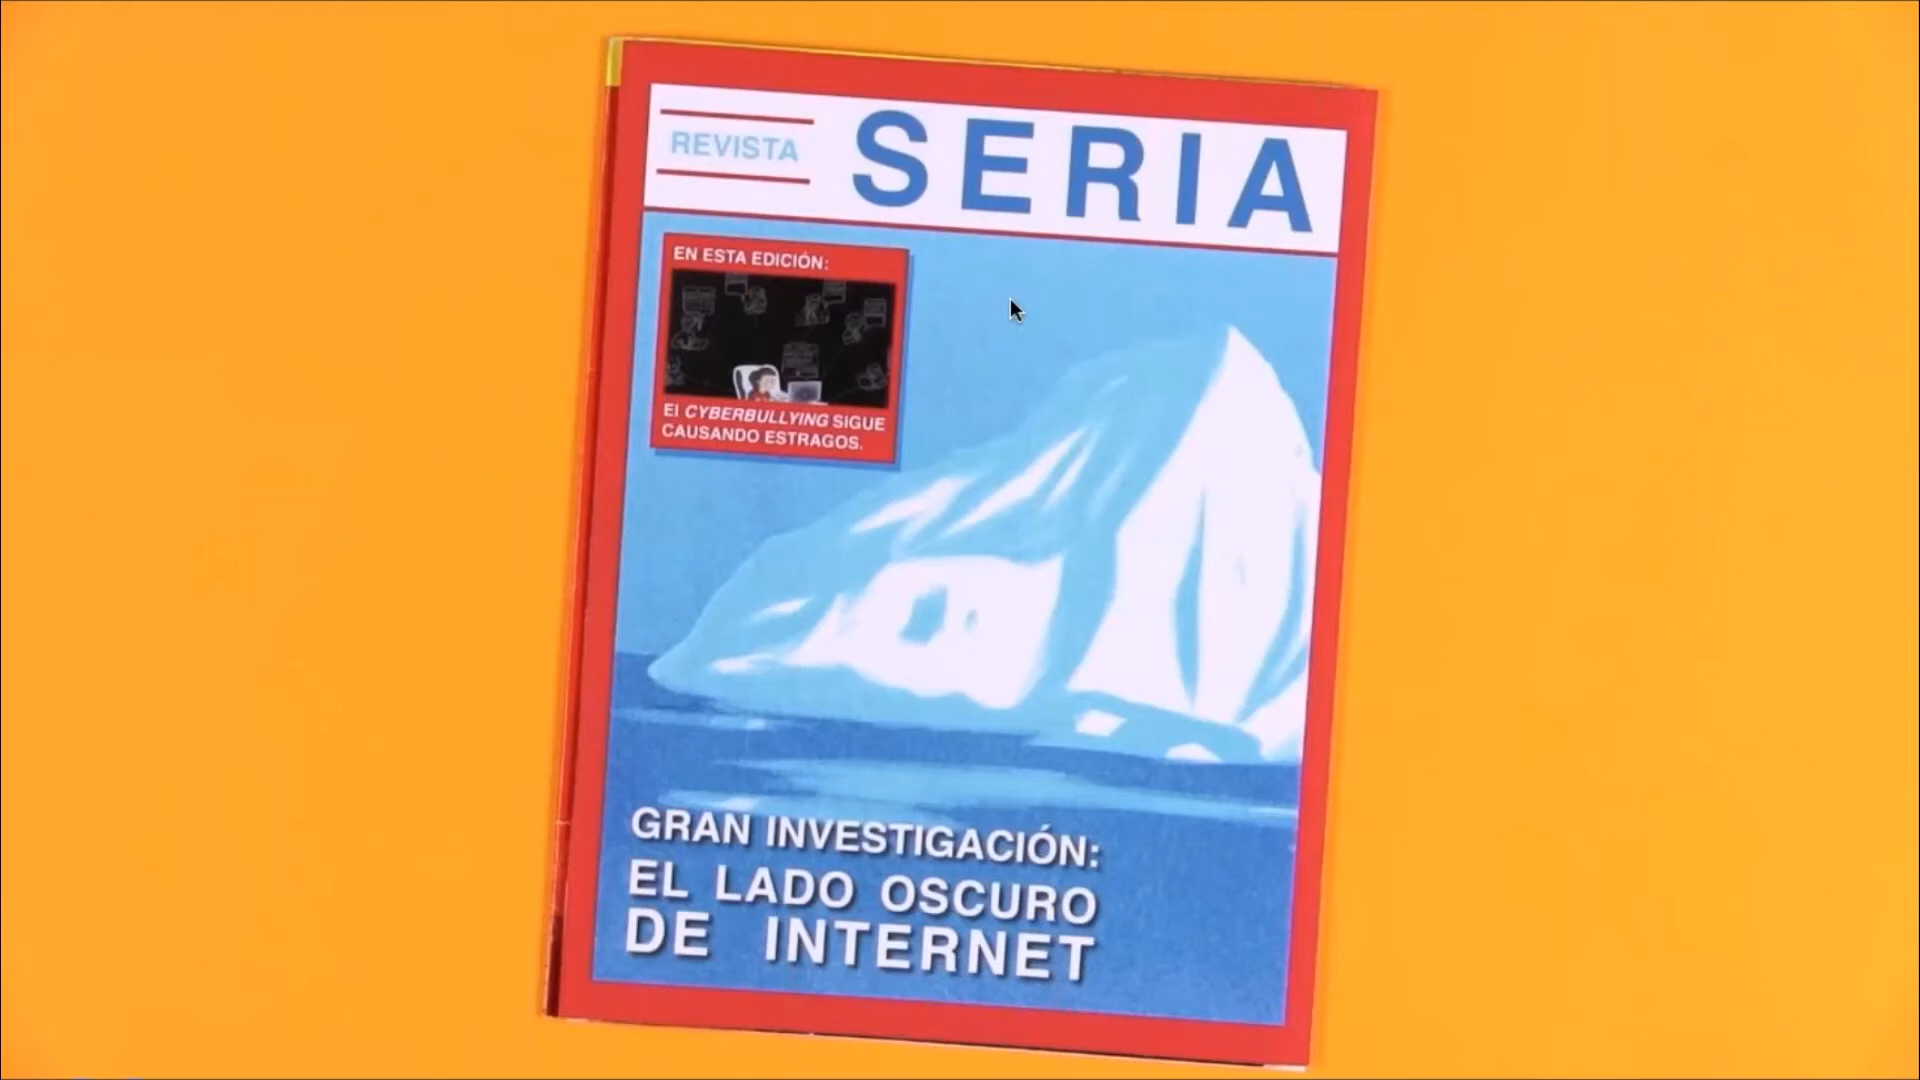 REVISTA
SERIA
EN ESTA EDICIÓN:
El CYBERBULLYING SIGUE
CAUSANDO ESTRAGOS.
GRAN INVESTIGACIÓN:
EL LADO OSCURO
DE INTERNET